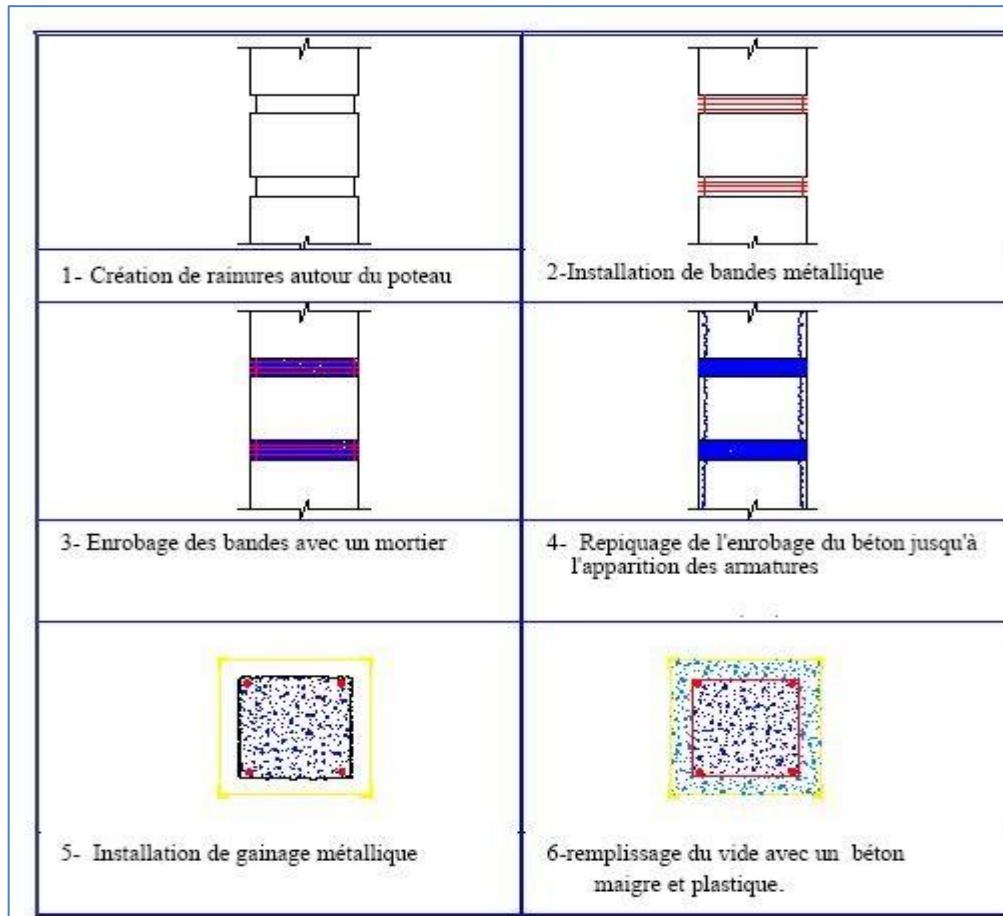 1- Création de rainures autour du poteau
2-Installation de bandes métallique
3- Enrobage des bandes avec un mortier
4- Repiquage de l'enrobage du béton jusqu'à
l'apparition des armatures
5- Installation de gainage métallique
6-remplissage du vide avec un béton
maigre et plastique.